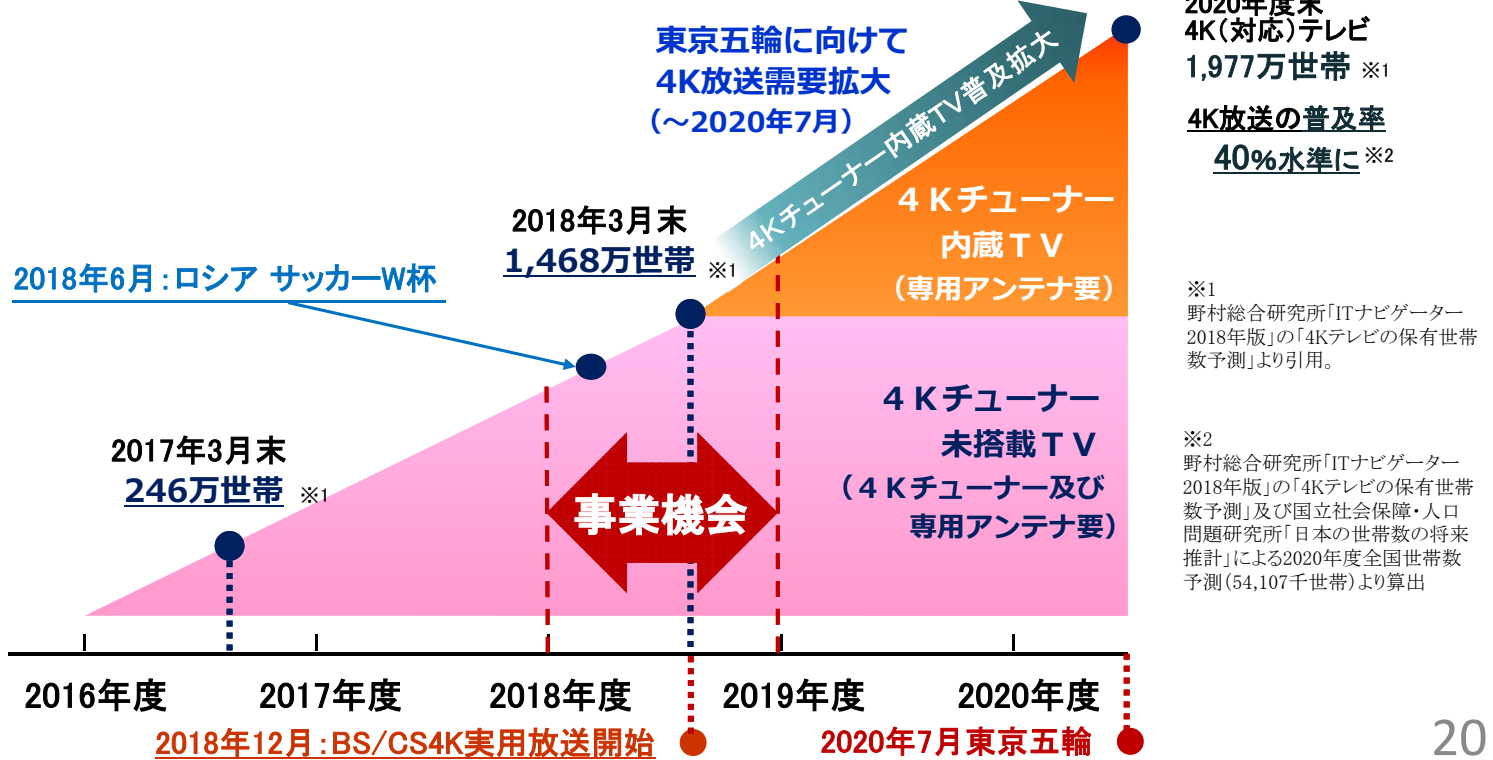 2020年度末
4K（対応）テレビ
1,977万世帯 ※1
4K放送の普及率
40%水準に ※2
東京五輪に向けて
4K放送需要拡大
（～2020年7月）
4Kチューナー内蔵TV普及拡大
４Ｋチューナー
内蔵ＴＶ
（専用アンテナ要）
2018年3月末
1,468万世帯 ※1
2018年6月：ロシア サッカーW杯
※1
野村総合研究所「ITナビゲーター
2018年版」の「4Kテレビの保有世帯
数予測」より引用。
４Ｋチューナー
未搭載ＴＶ
（４Ｋチューナー及び
専用アンテナ要）
2017年3月末
246万世帯 ※1
事業機会
※2
野村総合研究所「ITナビゲーター
2018年版」の「4Kテレビの保有世帯
数予測」及び国立社会保障・人口
問題研究所「日本の世帯数の将来
推計」による2020年度全国世帯数
予測（54,107千世帯）より算出
2016年度 2017年度 2018年度 2019年度 2020年度
2018年12月：BS/CS4K実用放送開始
2020年7月東京五輪
20